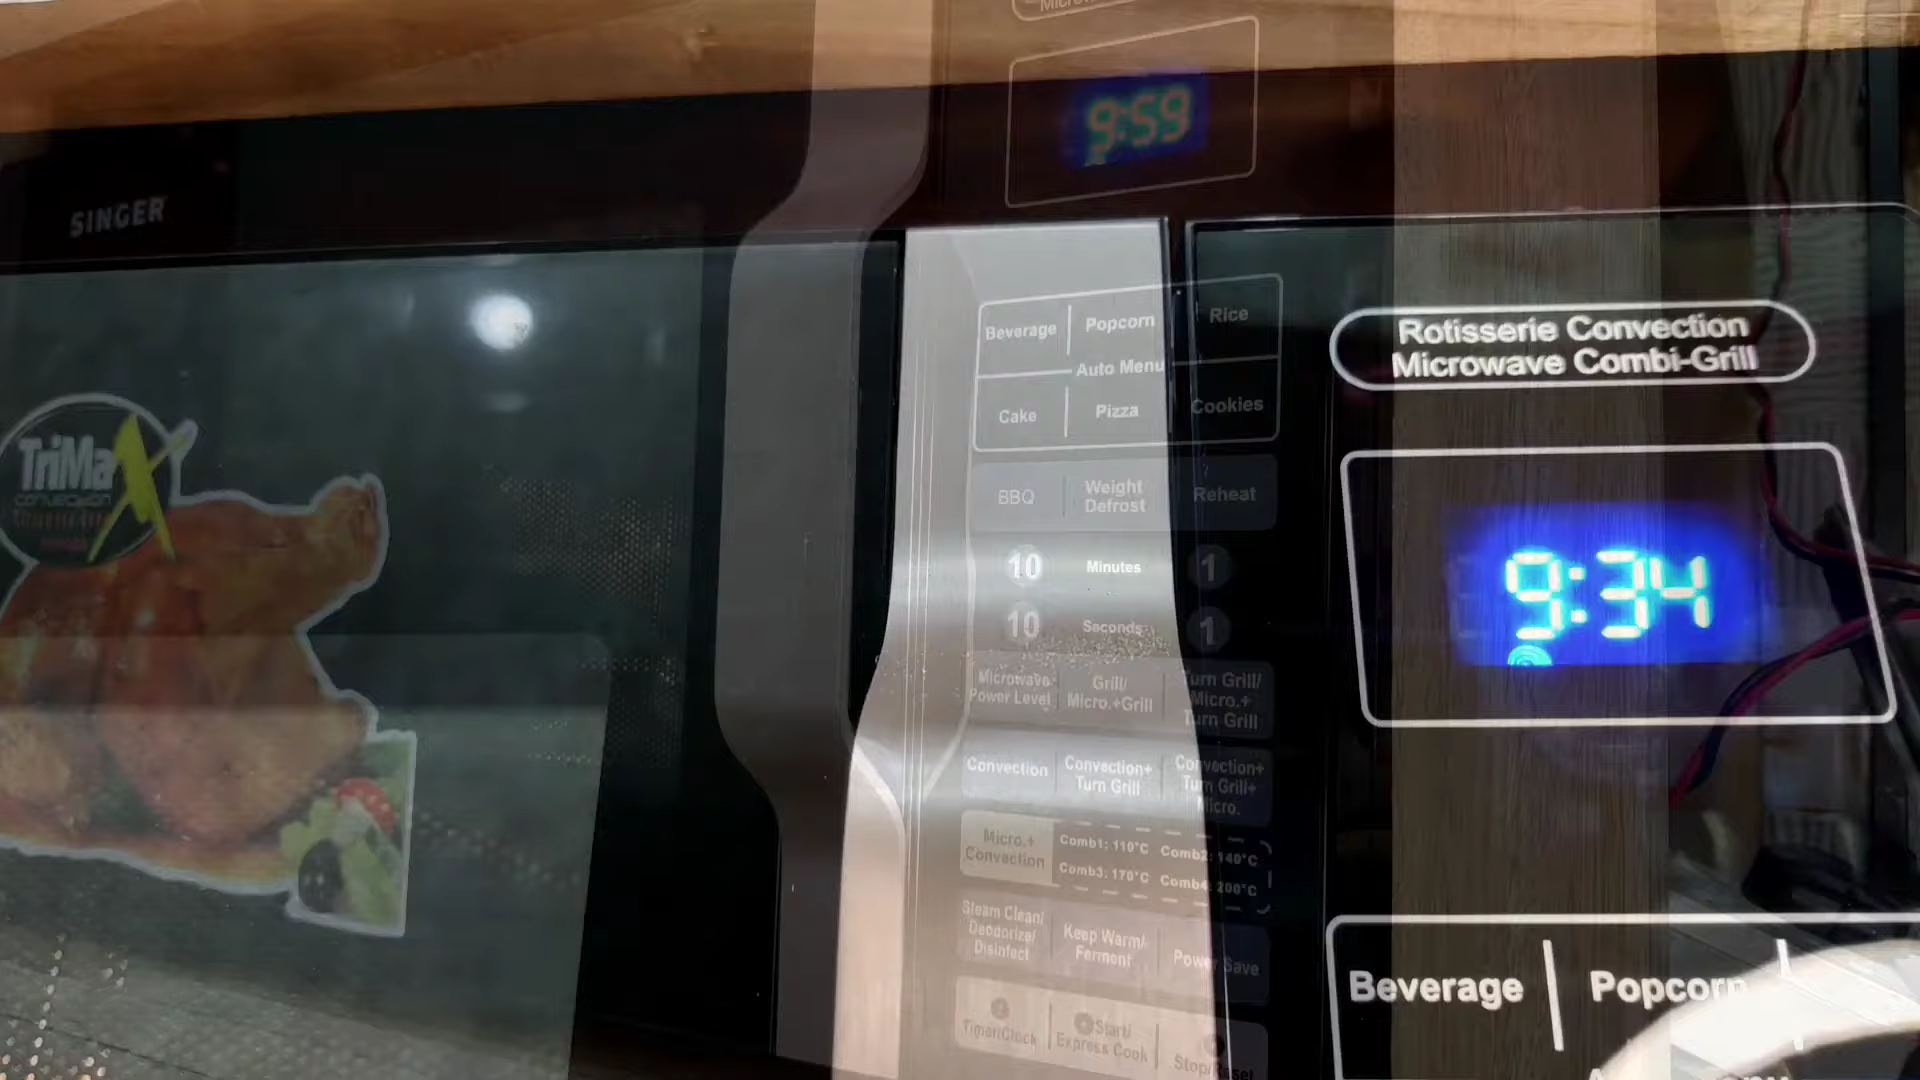 9:59
SINGER
Beverage
Popcorn
Rice
Auto Menu
Cake
Pizza
Cookies
BBQ
Weight
Defrost
Reheat
10
Minutes
1
10
Seconds
1
Microwave
Power Level
Grill/
Micro.+Grill
Turn Grill/
Micro.+
Turn Grill
Convection
Convection+
Turn Grill
Convection+
Turn Grill+
Micro.
Micro.+
Convection
Comb1: 110°C
Comb2: 140°C
Comb3: 170°C
Comb4: 200°C
Steam Clean/
Deodorize/
Disinfect
Keep Warm/
Ferment
Power Save
Timer/Clock
Start/
Express Cook
Stop/Reset
TriMaX
CONVECTION
Rotisserie Convection
Microwave Combi-Grill
9:34
Beverage
Popcorn